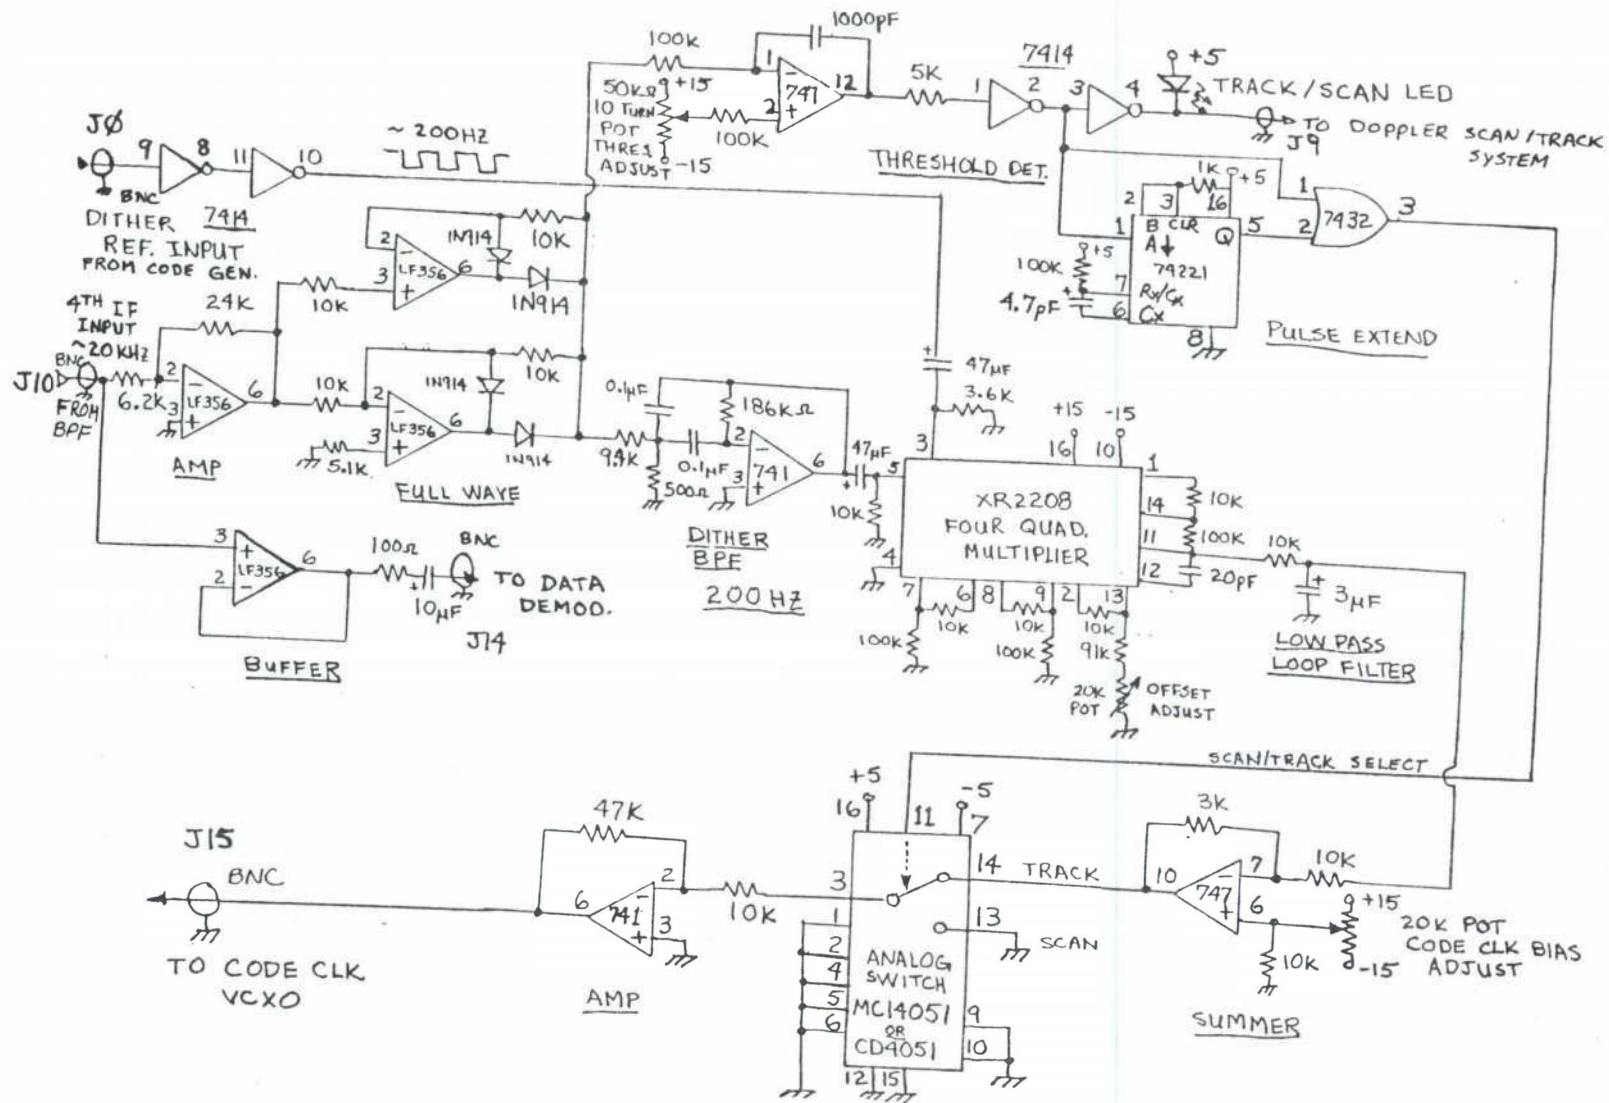 1000pF
100K
1
-
747
+
2
12
+15
50KΩ
10 TURN
POT
THRES
ADJUST
-15
100K
5K
7414
1
2
3
4
+5
TRACK/SCAN LED
TO DOPPLER SCAN/TRACK
SYSTEM
J9
THRESHOLD DET.
JØ
9
8
11
10
BNC
7414
DITHER
REF. INPUT
FROM CODE GEN.
~ 200HZ
1K
+5
2
3
16
B CLR
Q
5
1
A↓
74221
+5
100K
7
Rx/Cx
4.7pF
+
6
Cx
8
PULSE EXTEND
1
2
7432
3
10K
1N914
2
-
LF356
6
3
+
10K
1N914
4TH IF
INPUT
~20KHZ
BNC
J10
FROM
BPF
24K
6.2K
2
-
LF356
6
3
+
AMP
10K
10K
1N914
2
-
LF356
6
3
+
5.1K
1N914
FULL WAVE
9.4K
0.1µF
500Ω
0.1µF
186KΩ
2
-
741
6
3
+
DITHER
BPF
200 HZ
47µF
+
10K
+
47µF
3.6K
3
+15
16
-15
10
5
4
XR2208
FOUR QUAD.
MULTIPLIER
1
14
11
12
10K
100K
20pF
7
6
8
9
2
13
10K
10K
10K
100K
100K
91K
20K
POT
OFFSET
ADJUST
10K
+
3µF
LOW PASS
LOOP FILTER
3
+
LF356
6
2
-
100Ω
+
10µF
BNC
TO DATA
DEMOD.
J14
BUFFER
SCAN/TRACK SELECT
J15
BNC
TO CODE CLK
VCXO
47K
6
2
-
741
+
3
10K
AMP
+5
16
11
-5
7
3
14
TRACK
1
13
SCAN
2
4
5
6
ANALOG
SWITCH
MC14051
OR
CD4051
9
10
12
15
3K
10
7
-
747
+
6
10K
10K
+15
20K POT
CODE CLK BIAS
ADJUST
-15
SUMMER